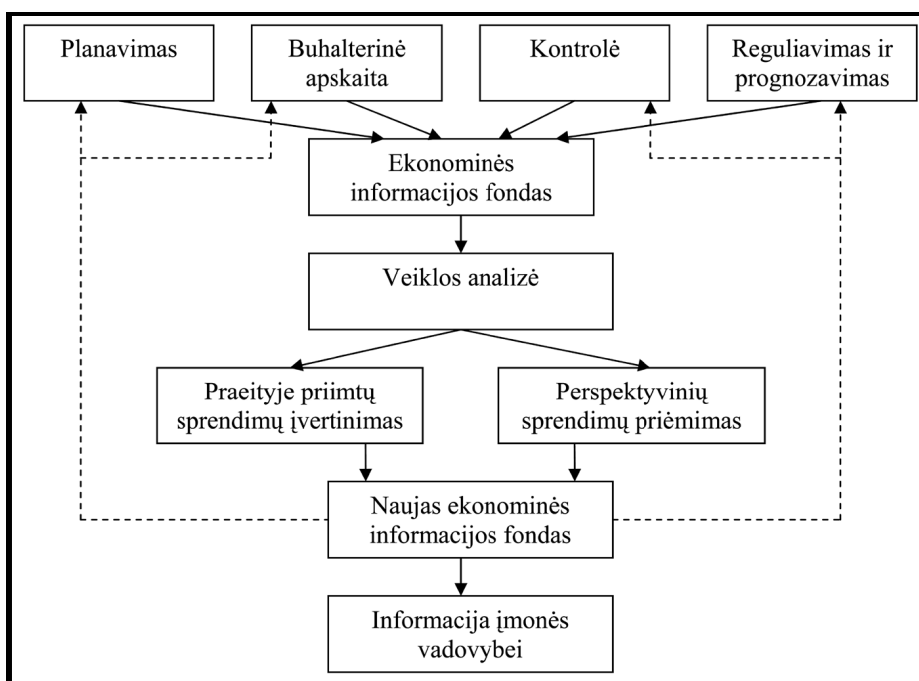 Planavimas
Buhalterinė
apskaita
Kontrolė
Reguliavimas ir
prognozavimas
Ekonominės
informacijos fondas
Veiklos analizė
Praeityje priimtų
sprendimų įvertinimas
Perspektyvinių
sprendimų priėmimas
Naujas ekonominės
informacijos fondas
Informacija įmonės
vadovybei